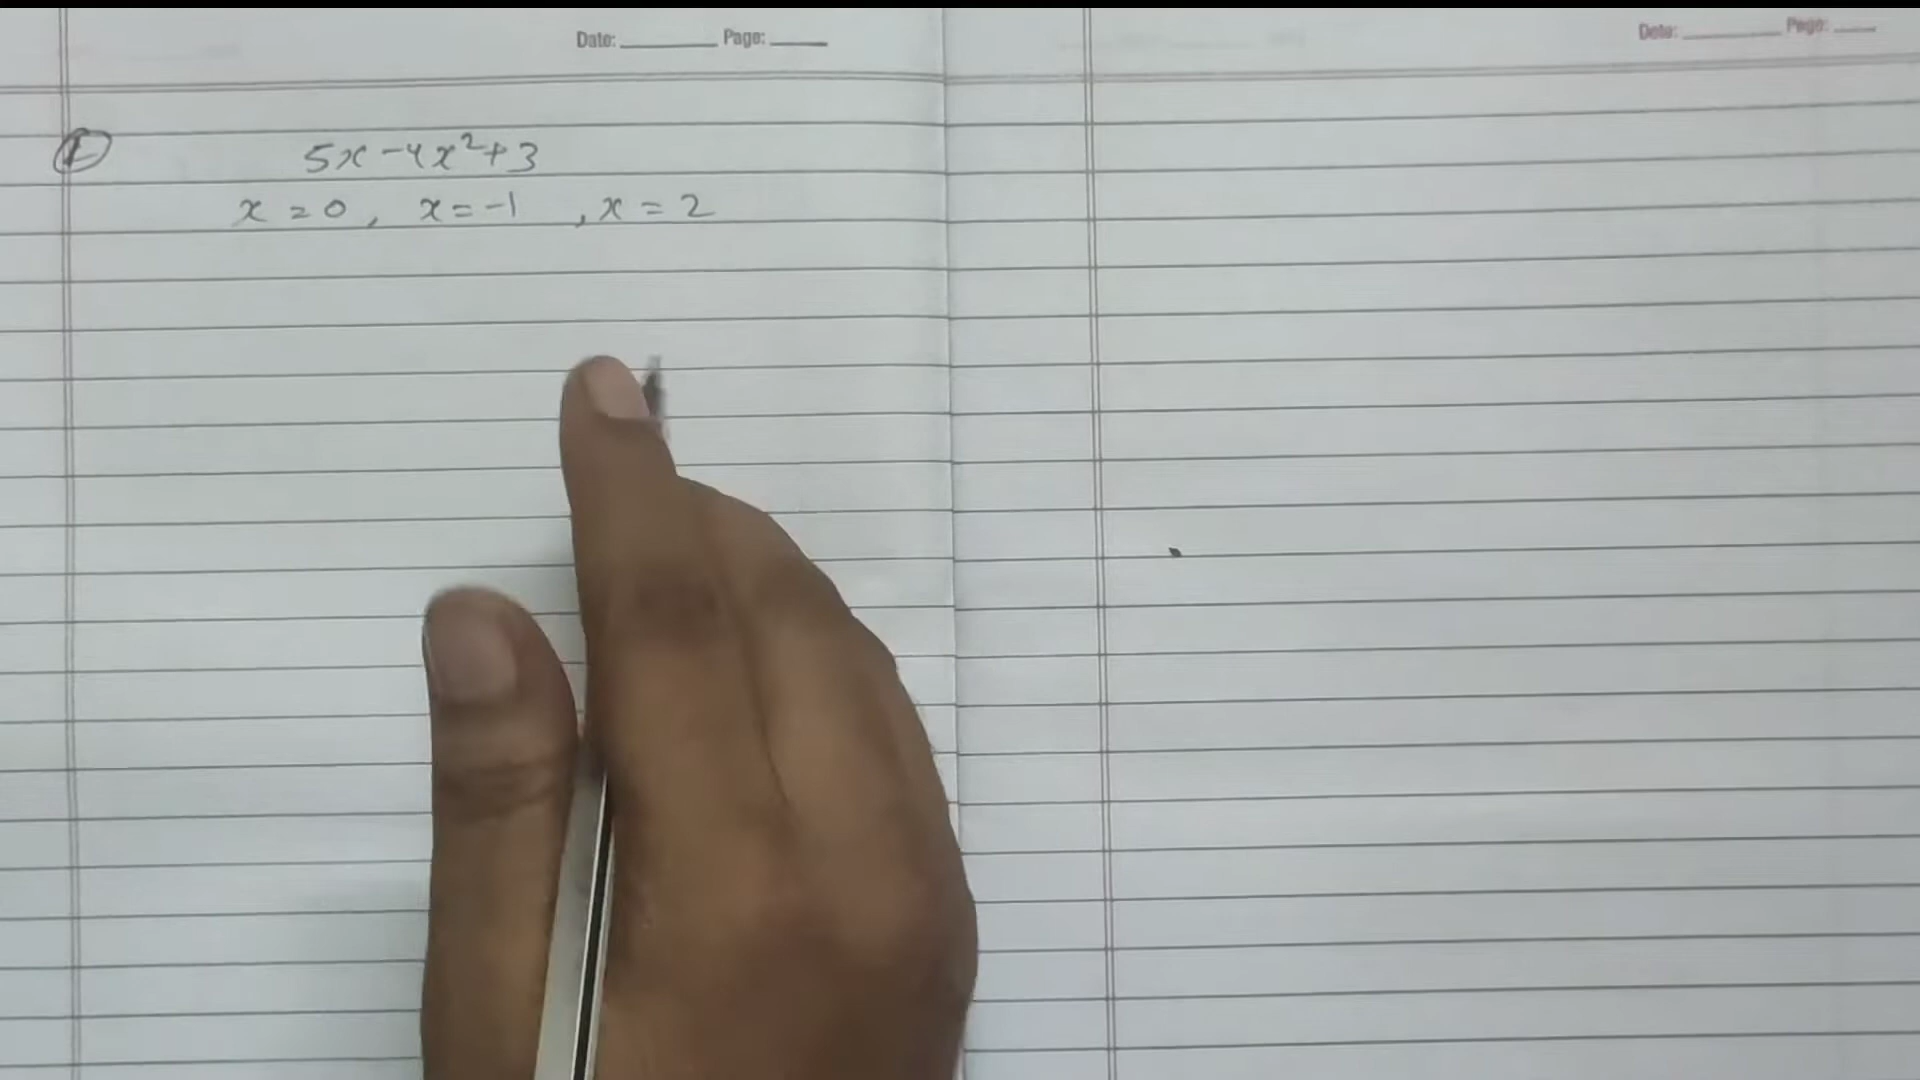 Date: Page:
Date: Page:
① 5x-4x²+3
x=0, x=-1, x=2